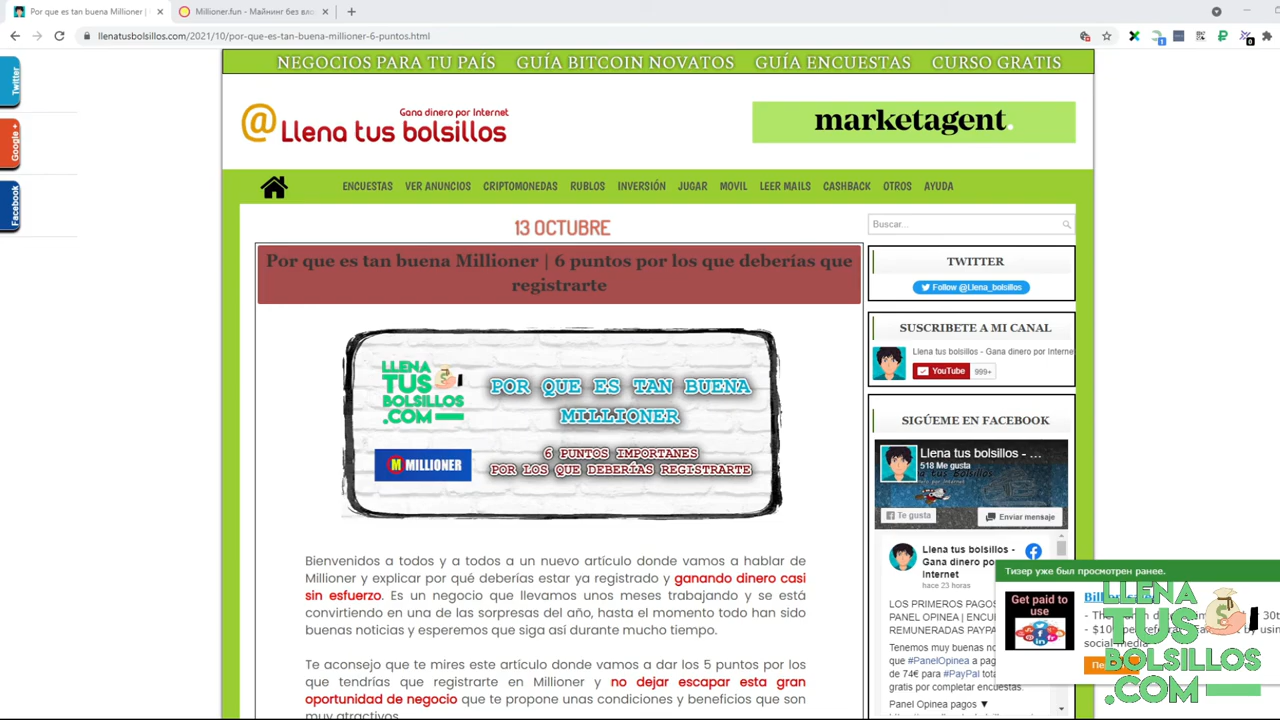 Por que es tan buena Millioner |
Millioner.fun - Майнинг без вло
llenatusbolsillos.com/2021/10/por-que-es-tan-buena-millioner-6-puntos.html
Twitter
Google +
Facebook
NEGOCIOS PARA TU PAÍS GUÍA BITCOIN NOVATOS GUÍA ENCUESTAS CURSO GRATIS
Gana dinero por Internet
@ Llena tus bolsillos
marketagent.
ENCUESTAS VER ANUNCIOS CRIPTOMONEDAS RUBLOS INVERSIÓN JUGAR MOVIL LEER MAILS CASHBACK OTROS AYUDA
13 OCTUBRE
Por que es tan buena Millioner | 6 puntos por los que deberías que
registrarte
LLENA
TUS
BOLSILLOS
.COM
M MILLIONER
POR QUE ES TAN BUENA
MILLIONER
6 PUNTOS IMPORTANES
POR LOS QUE DEBERÍAS REGISTRARTE
Bienvenidos a todos y a todos a un nuevo artículo donde vamos a hablar de
Millioner y explicar por qué deberías estar ya registrado y ganando dinero casi
sin esfuerzo. Es un negocio que llevamos unos meses trabajando y se está
convirtiendo en una de las sorpresas del año, hasta el momento todo han sido
buenas noticias y esperemos que siga así durante mucho tiempo.
Te aconsejo que te mires este artículo donde vamos a dar los 5 puntos por los
que tendrías que registrarte en Millioner y no dejar escapar esta gran
oportunidad de negocio que te propone unas condiciones y beneficios que son
muy atractivos
Buscar...
TWITTER
Follow @Llena_bolsillos
SUSCRIBETE A MI CANAL
Llena tus bolsillos - Gana dinero por Interne
YouTube 999+
SIGÚEME EN FACEBOOK
Llena tus bolsillos - ...
518 Me gusta
Te gusta
Enviar mensaje
Llena tus bolsillos -
Gana dinero por
Internet
hace 23 horas
LOS PRIMEROS PAGOS
PANEL OPINEA | ENCU
REMUNERADAS PAYPA
Tenemos muy buenas no
que #PanelOpinea a pag
de 74€ para #PayPal tota
gratis por completar encuestas.
Panel Opinea pagos ▼
Тизер уже был просмотрен ранее.
Get paid to
use
LLENA
TUS
BOLSILLOS
.COM